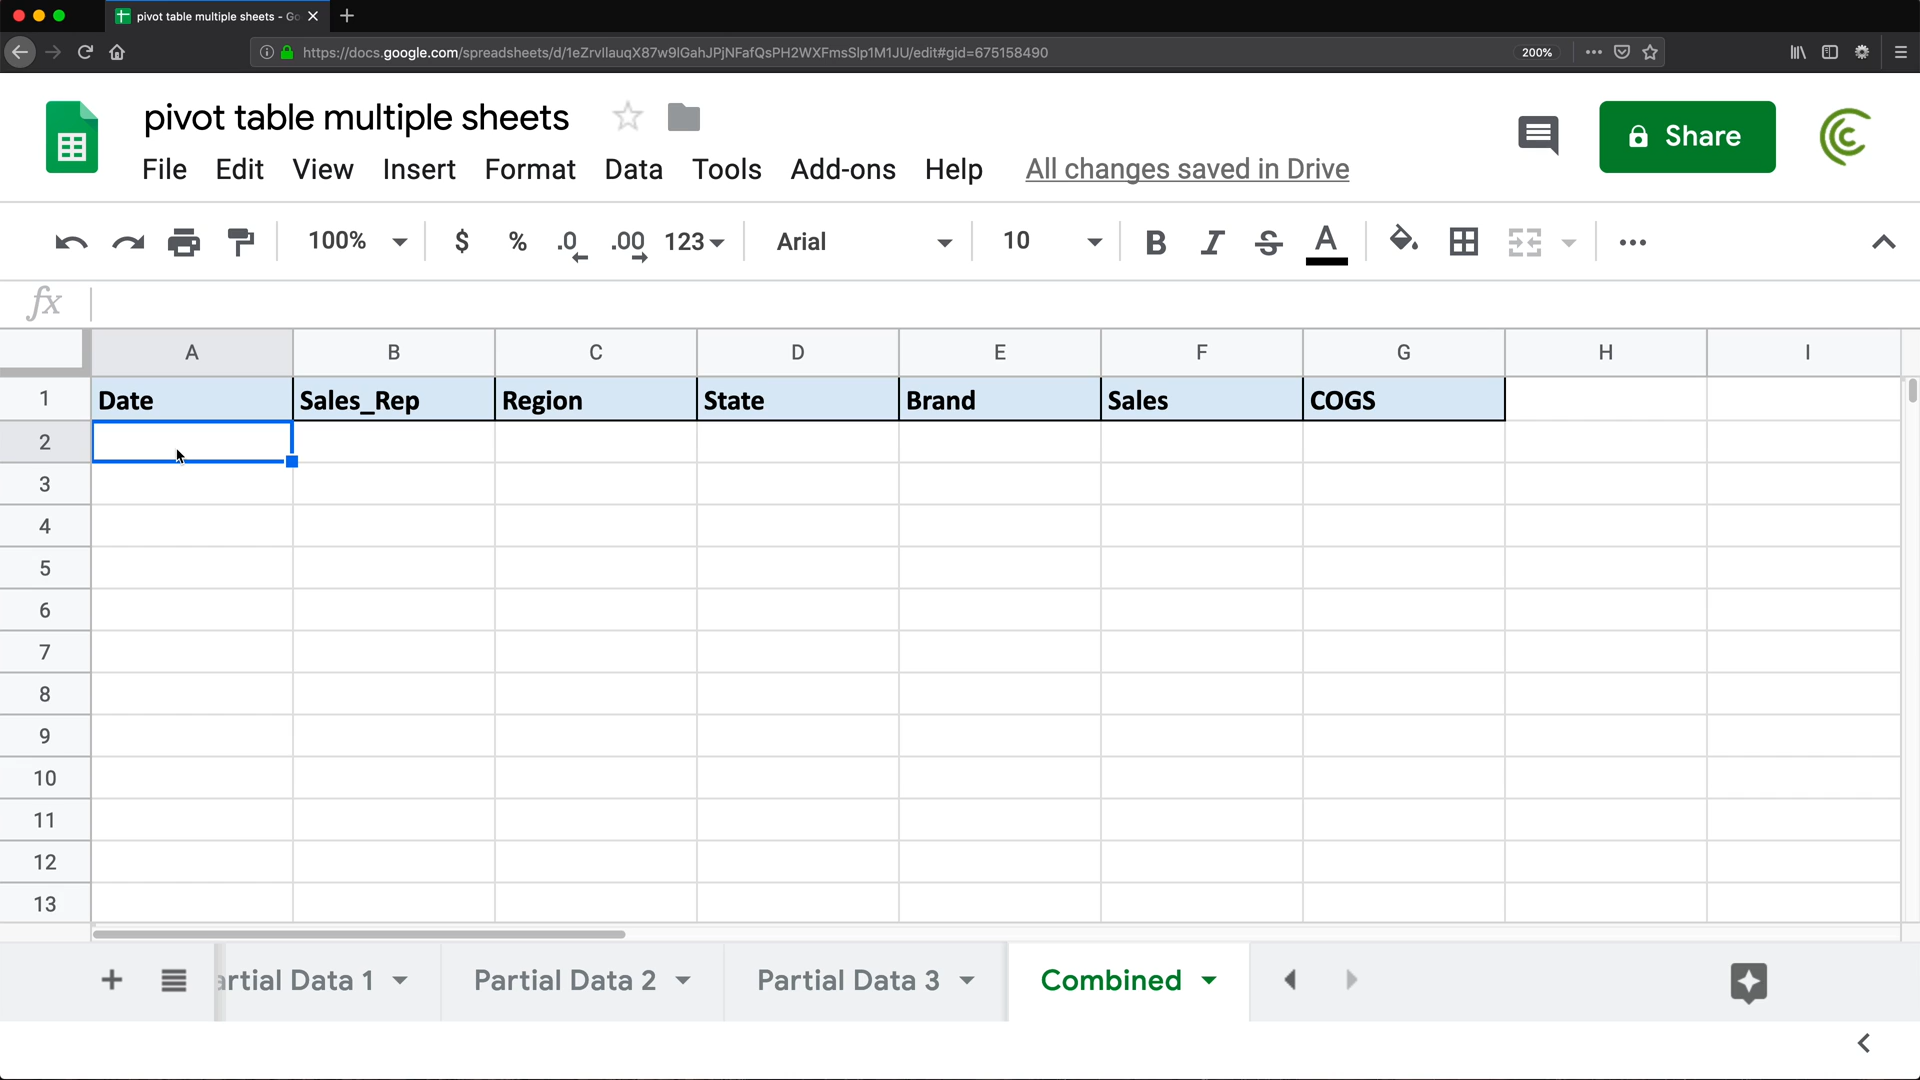 pivot table multiple sheets - Go
https://docs.google.com/spreadsheets/d/1eZrvllauqX87w9lGahJPjNFafQsPH2WXFmsSlp1M1JU/edit#gid=675158490
200%
pivot table multiple sheets
Share
File Edit View Insert Format Data Tools Add-ons Help All changes saved in Drive
100% $ % .0 .00 123 Arial 10 B I S A
fx
A B C D E F G H I
1 Date Sales_Rep Region State Brand Sales COGS
2
3
4
5
6
7
8
9
10
11
12
13
artial Data 1 Partial Data 2 Partial Data 3 Combined